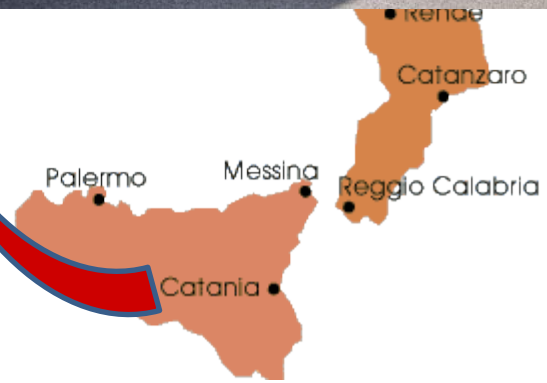 Rende
Catanzaro
Palermo
Messina
Reggio Calabria
Catania